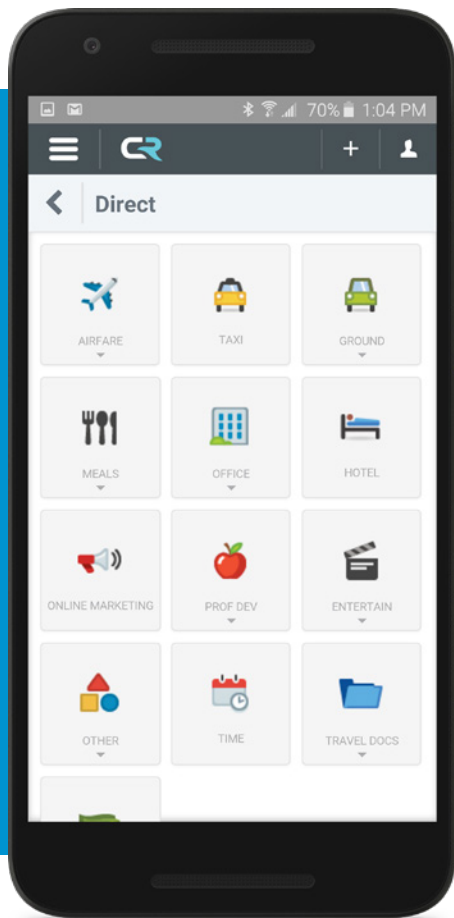 70% 1:04 PM
CR
Direct
AIRFARE TAXI GROUND
MEALS OFFICE HOTEL
ONLINE MARKETING PROF DEV ENTERTAIN
OTHER TIME TRAVEL DOCS